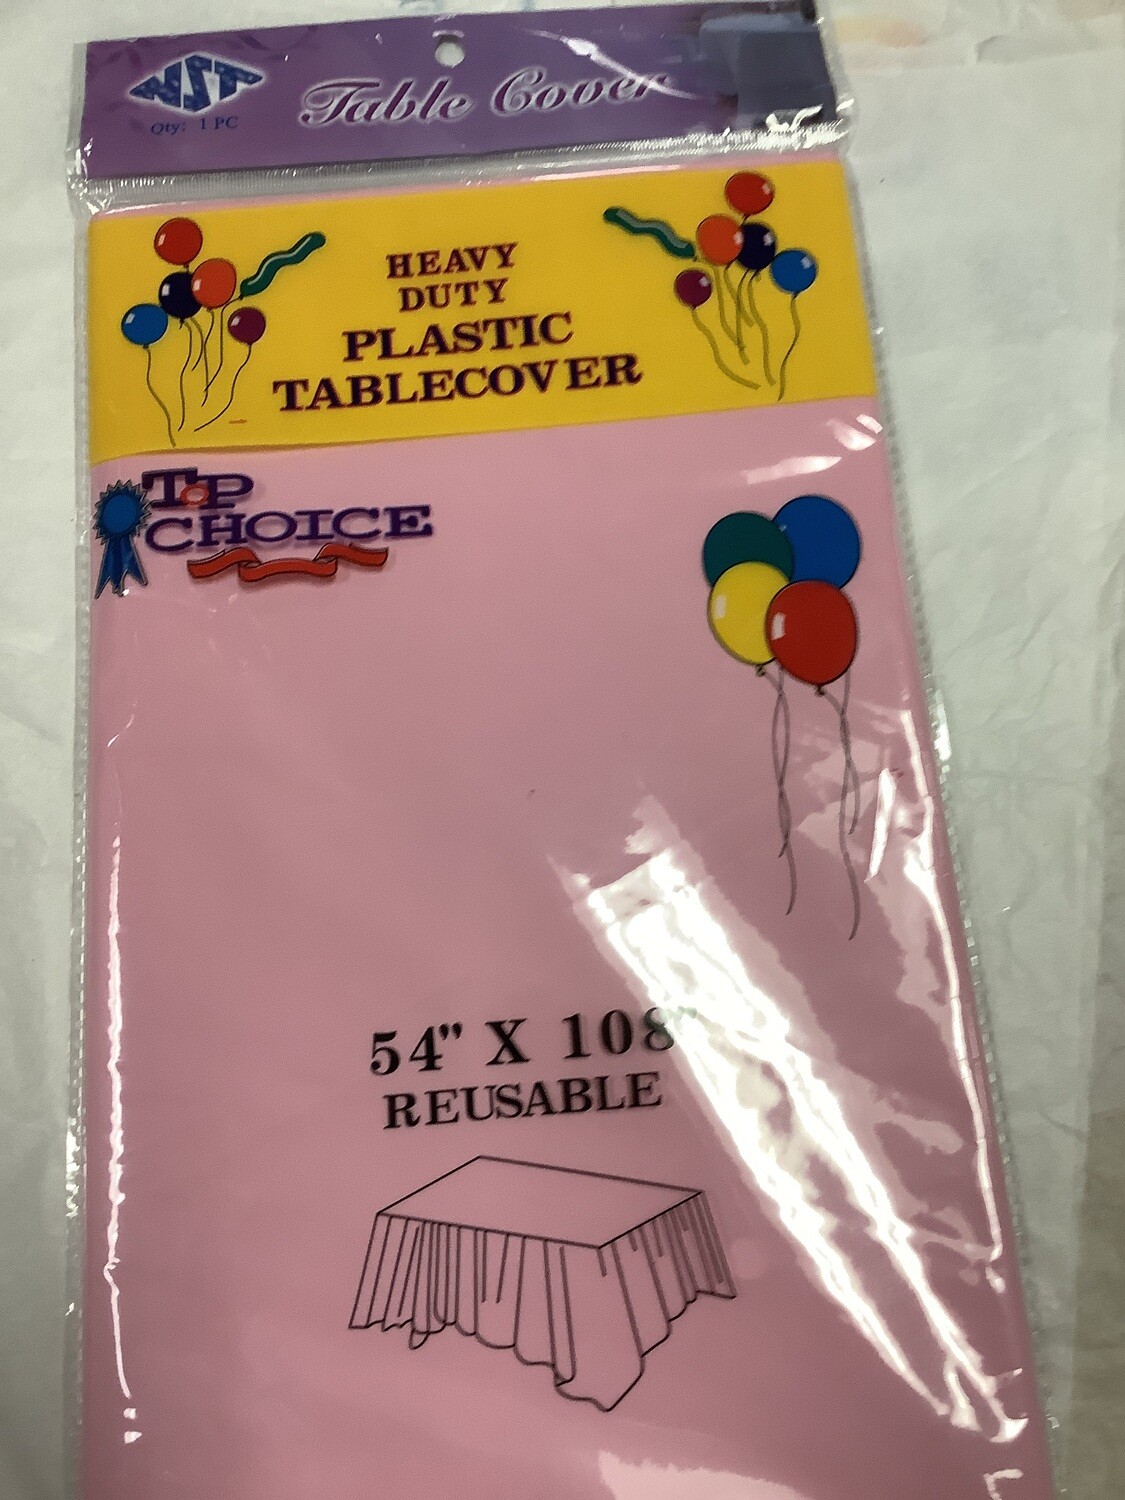 NST
Qty: 1 PC
Table Cover
HEAVY
DUTY
PLASTIC
TABLECOVER
TOP
CHOICE
54" X 108"
REUSABLE